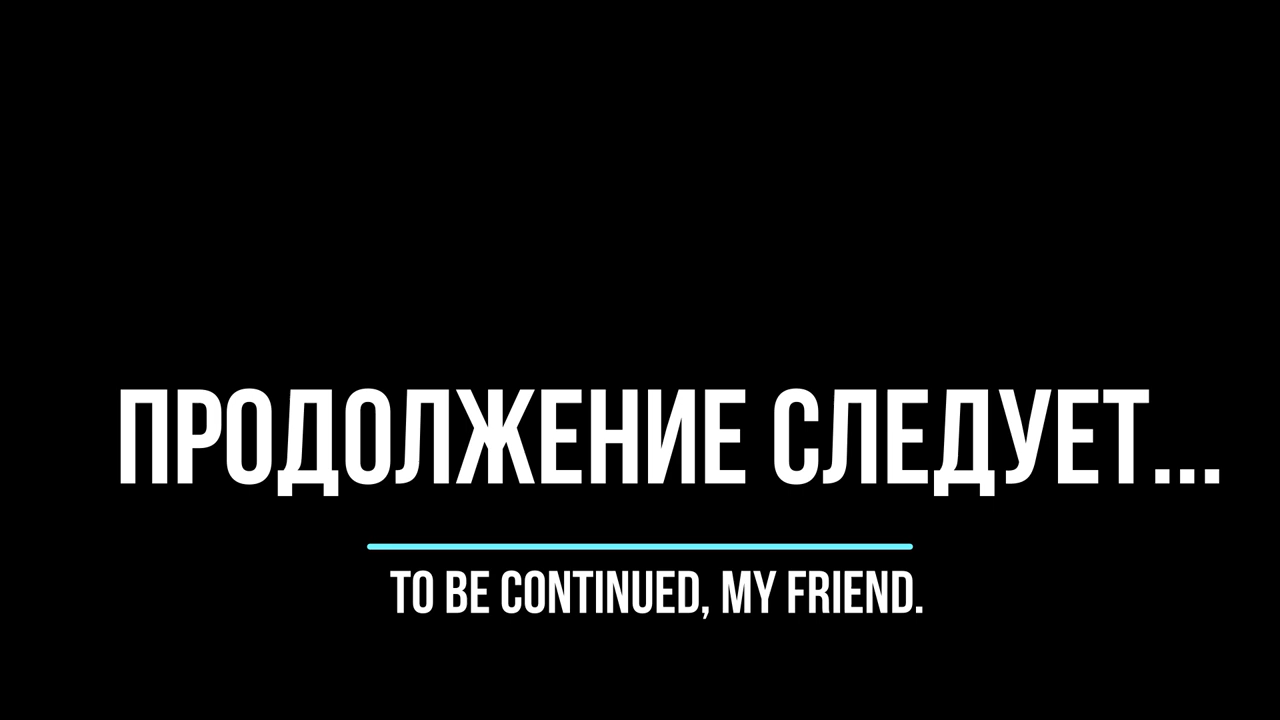 ПРОДОЛЖЕНИЕ СЛЕДУЕТ...
TO BE CONTINUED, MY FRIEND.